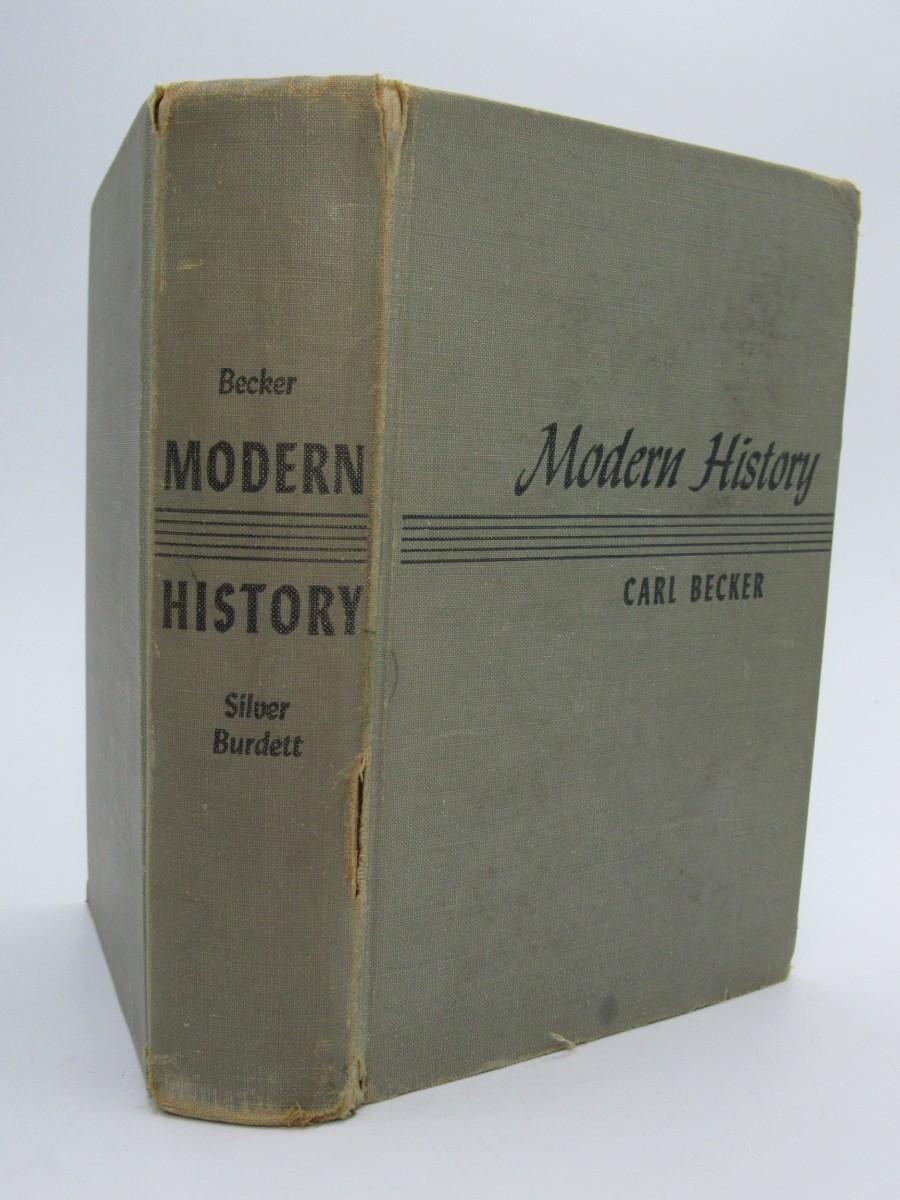 Becker
MODERN
HISTORY
Silver
Burdett
Modern History
CARL BECKER